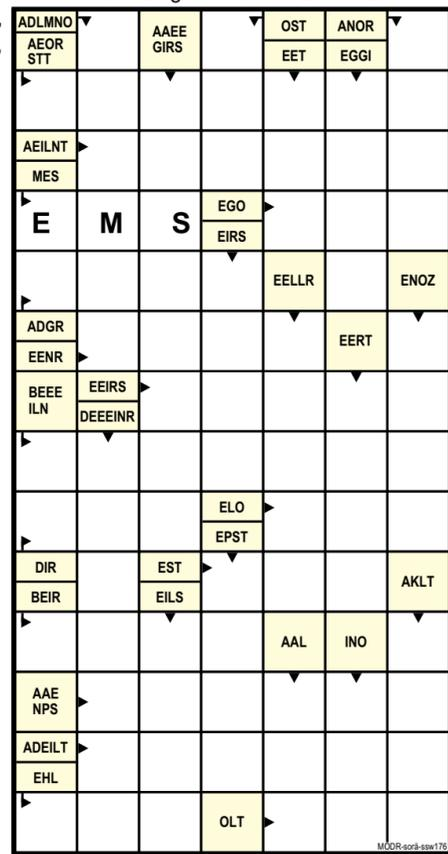 ADLMNO
AEOR
STT
AAEE
GIRS
OST
EET
ANOR
EGGI
AEILNT
MES
E M S
EGO
EIRS
EELLR
ENOZ
ADGR
EENR
EERT
BEEE
ILN
EEIRS
DEEEINR
ELO
EPST
DIR
BEIR
EST
EILS
AKLT
AAL
INO
AAE
NPS
ADEILT
EHL
OLT
MODR-sorä-ssw176